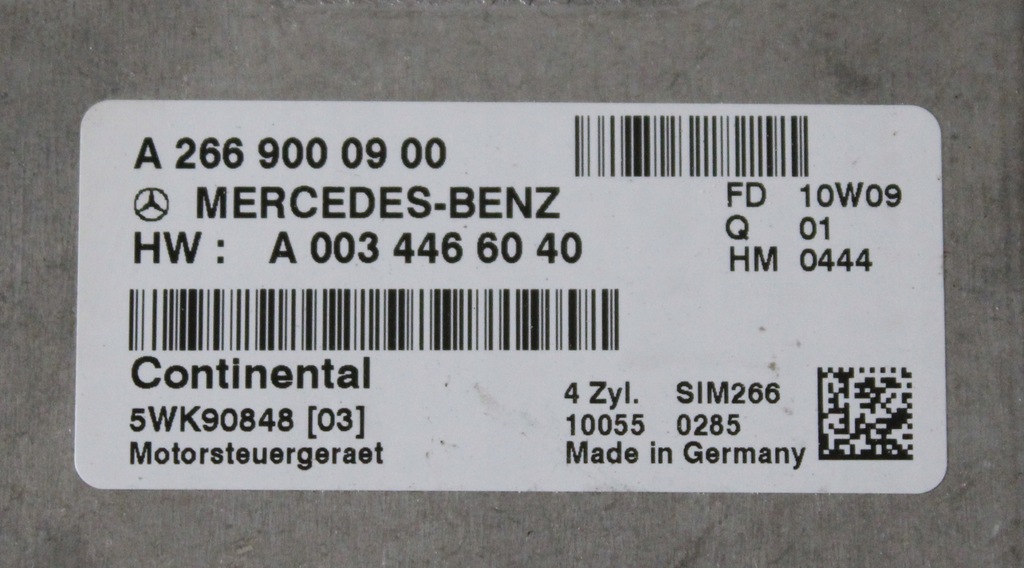 A 266 900 09 00
MERCEDES-BENZ
HW : A 003 446 60 40
FD 10W09
Q 01
HM 0444
Continental
5WK90848 [03]
Motorsteuergeraet
4 Zyl. SIM266
10055 0285
Made in Germany